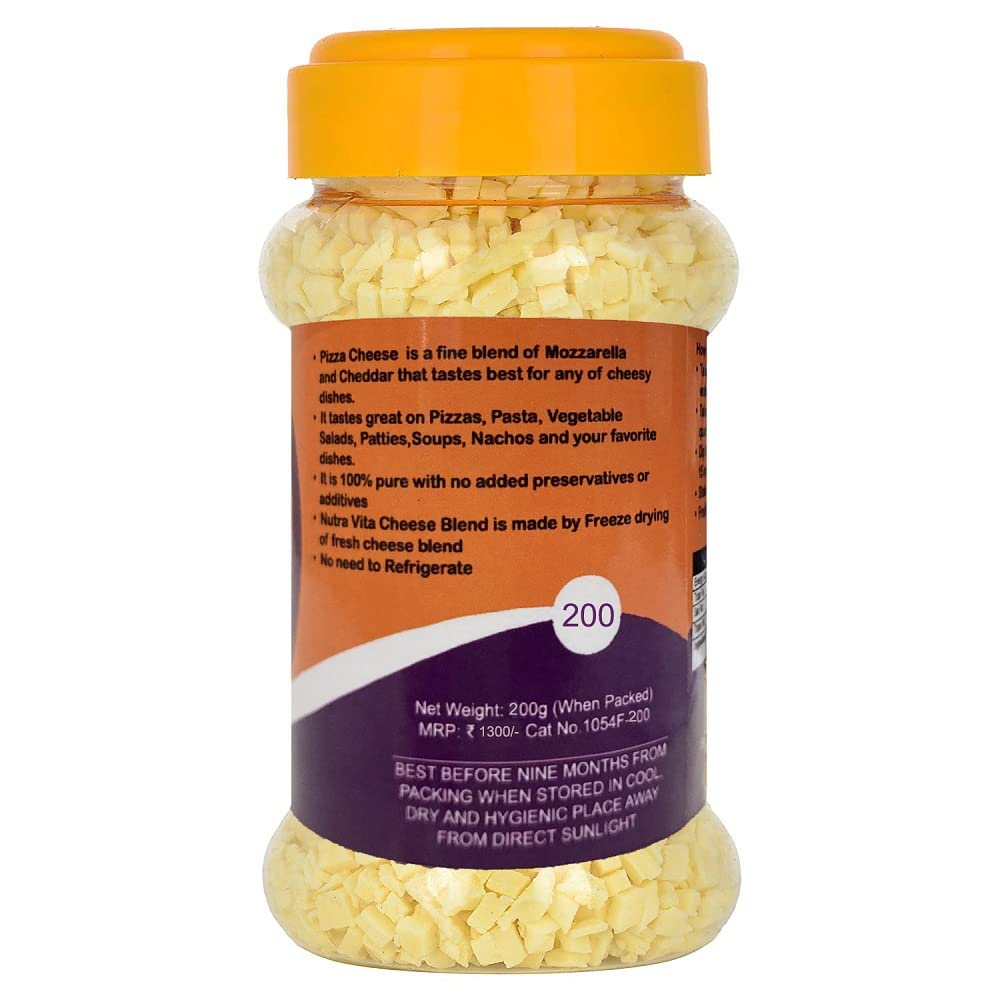 • Pizza Cheese is a fine blend of Mozzarella
and Cheddar that tastes best for any of cheesy
dishes.
• It tastes great on Pizzas, Pasta, Vegetable
Salads, Patties,Soups, Nachos and your favorite
dishes.
• It is 100% pure with no added preservatives or
additives
• Nutra Vita Cheese Blend is made by Freeze drying
of fresh cheese blend
• No need to Refrigerate
200
Net Weight: 200g (When Packed)
MRP: ₹ 1300/- Cat No. 1054F-200
BEST BEFORE NINE MONTHS FROM
PACKING WHEN STORED IN COOL,
DRY AND HYGIENIC PLACE AWAY
FROM DIRECT SUNLIGHT